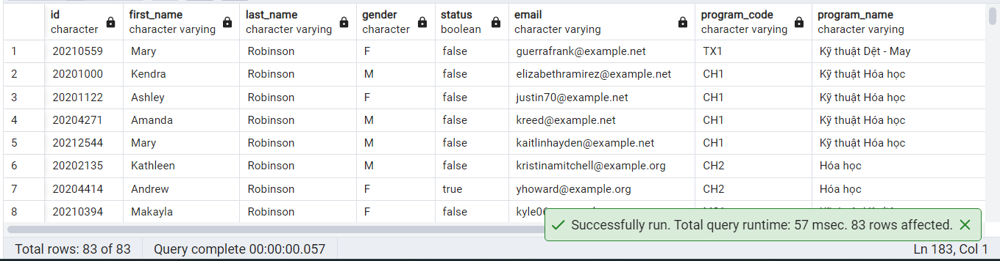 id first_name last_name gender status email program_code program_name
character character varying character varying character boolean character varying character varying character varying
1 20210559 Mary Robinson F false guerrafrank@example.net TX1 Kỹ thuật Dệt - May
2 20201000 Kendra Robinson M false elizabethramirez@example.net CH1 Kỹ thuật Hóa học
3 20201122 Ashley Robinson F false justin70@example.net CH1 Kỹ thuật Hóa học
4 20204271 Amanda Robinson M false kreed@example.net CH1 Kỹ thuật Hóa học
5 20212544 Mary Robinson M false kaitlinhayden@example.net CH1 Kỹ thuật Hóa học
6 20202135 Kathleen Robinson M false kristinamitchell@example.org CH2 Hóa học
7 20204414 Andrew Robinson F true yhoward@example.org CH2 Hóa học
8 20210394 Makayla Robinson F false
Successfully run. Total query runtime: 57 msec. 83 rows affected.
Total rows: 83 of 83 Query complete 00:00:00.057 Ln 183, Col 1